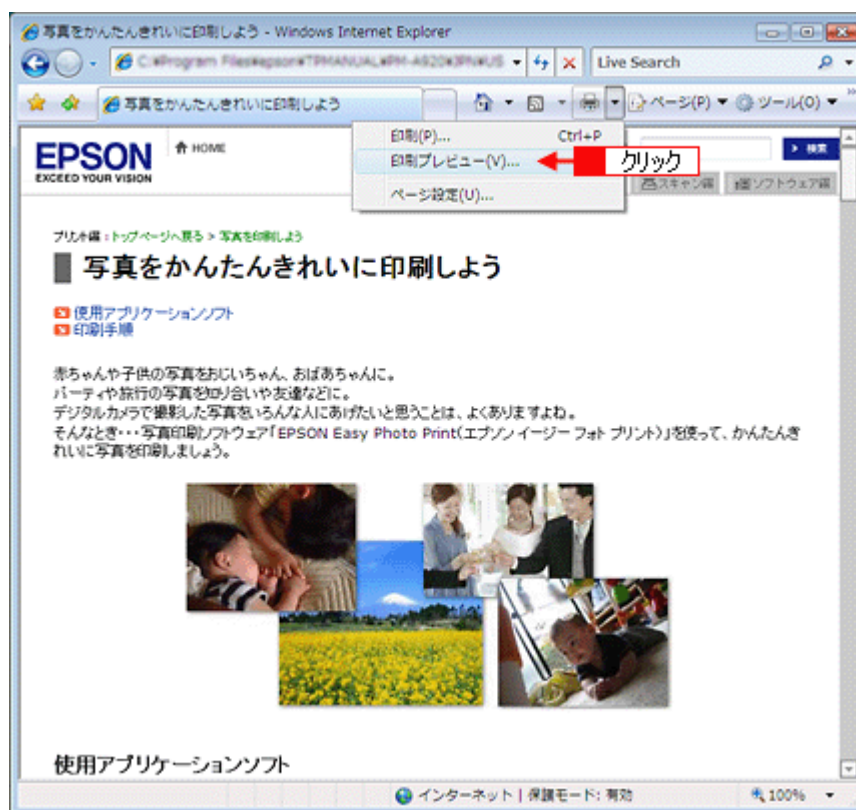 写真をかんたんきれいに印刷しよう - Windows Internet Explorer
Live Search
写真をかんたんきれいに印刷しよう
ページ(P)
ツール(O)
印刷(P)... Ctrl+P
印刷プレビュー(V)...
クリック
ページ設定(U)...
EPSON
EXCEED YOUR VISION
HOME
検索
スキャン編
ソフトウェア編
プリント編:トップページへ戻る > 写真を印刷しよう
写真をかんたんきれいに印刷しよう
使用アプリケーションソフト
印刷手順
赤ちゃんや子供の写真をおじいちゃん、おばあちゃんに。
パーティや旅行の写真を知り合いや友達などに。
デジタルカメラで撮影した写真をいろんな人にあげたいと思うことは、よくありますよね。
そんなとき・・・写真印刷ソフトウェア「EPSON Easy Photo Print(エプソン イージー フォト プリント)」を使って、かんたんき
れいに写真を印刷しましょう。
使用アプリケーションソフト
インターネット | 保護モード: 有効
100%